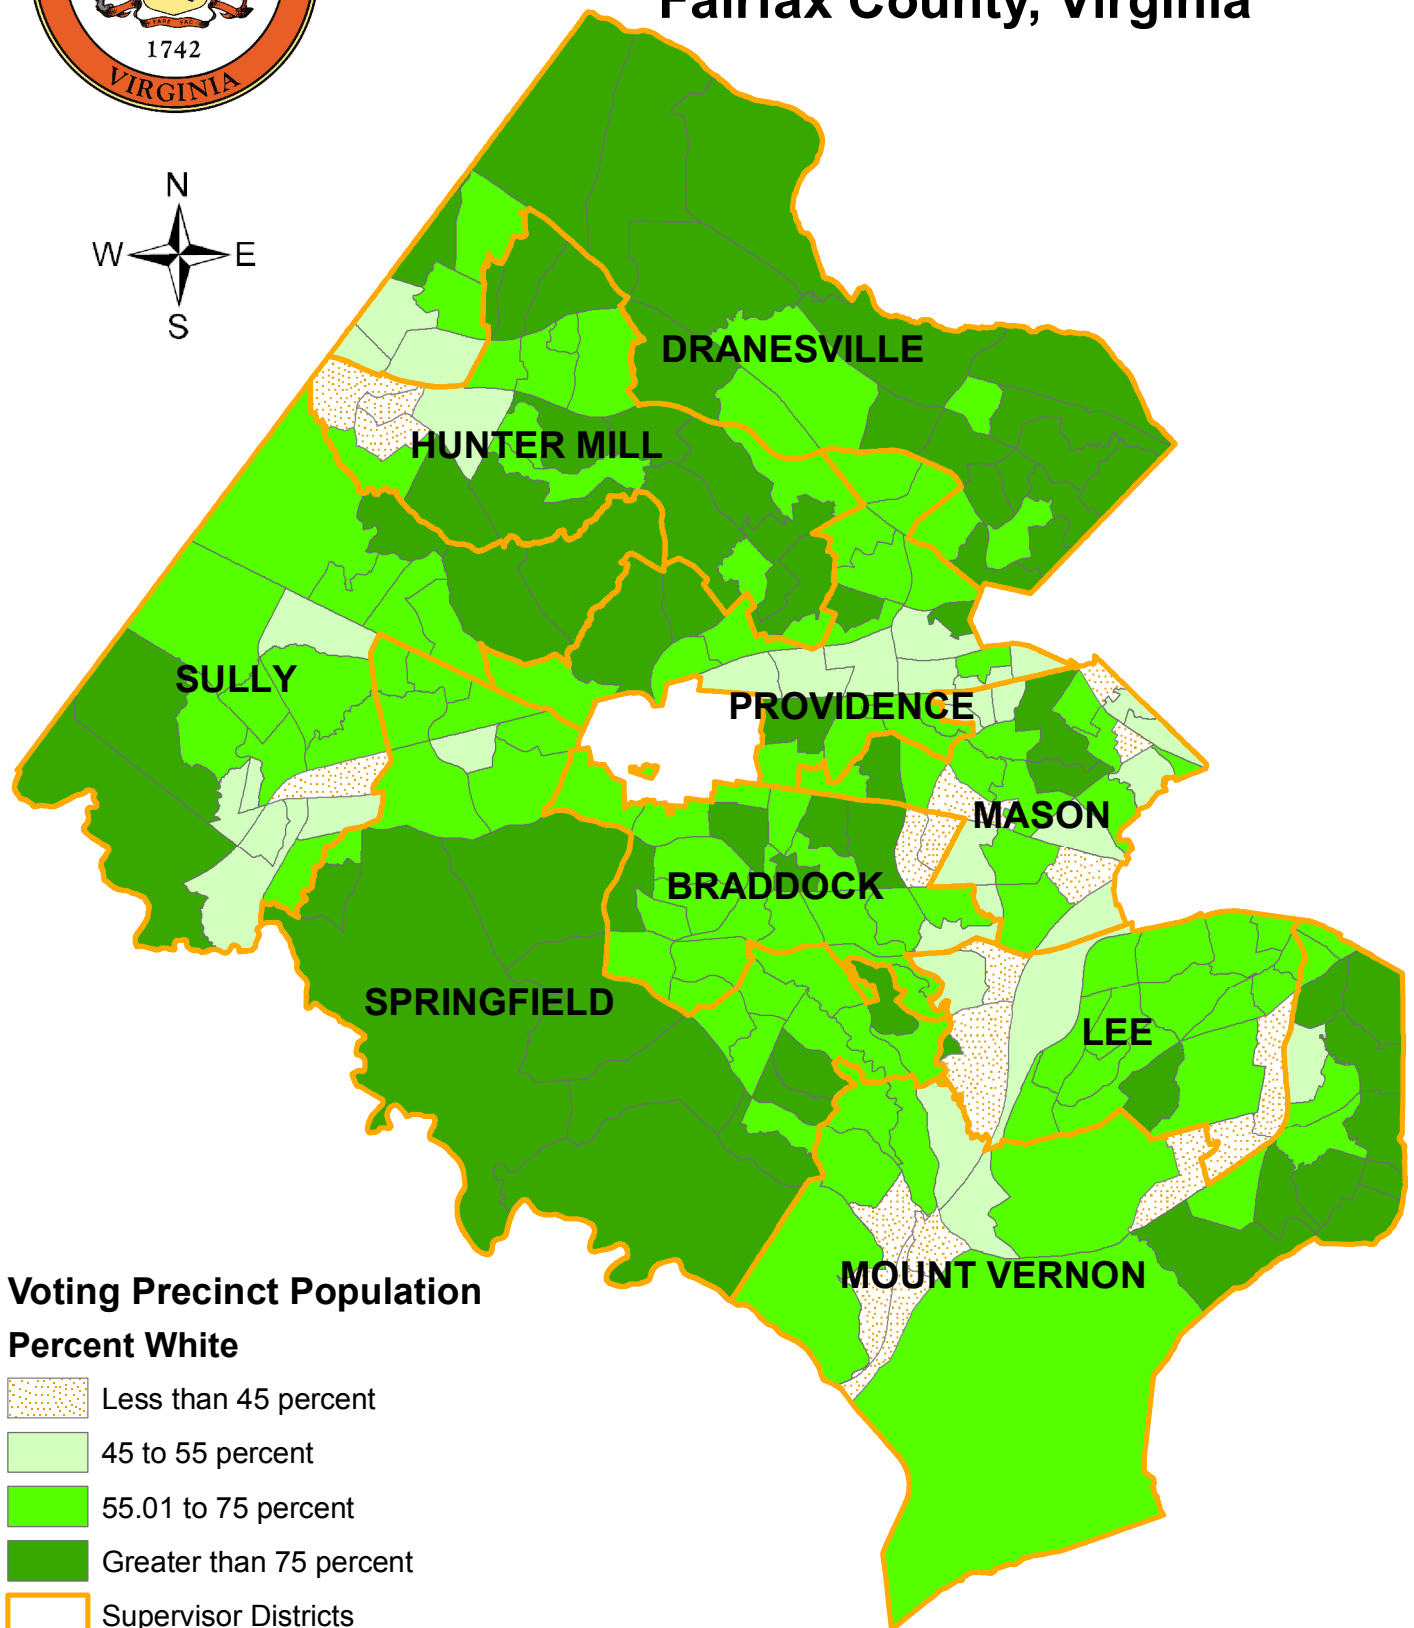 Fairfax County, Virginia
FARE FAC
1742
VIRGINIA
N
W E
S
DRANESVILLE
HUNTER MILL
SULLY
PROVIDENCE
MASON
BRADDOCK
SPRINGFIELD
LEE
MOUNT VERNON
Voting Precinct Population
Percent White
Less than 45 percent
45 to 55 percent
55.01 to 75 percent
Greater than 75 percent
Supervisor Districts